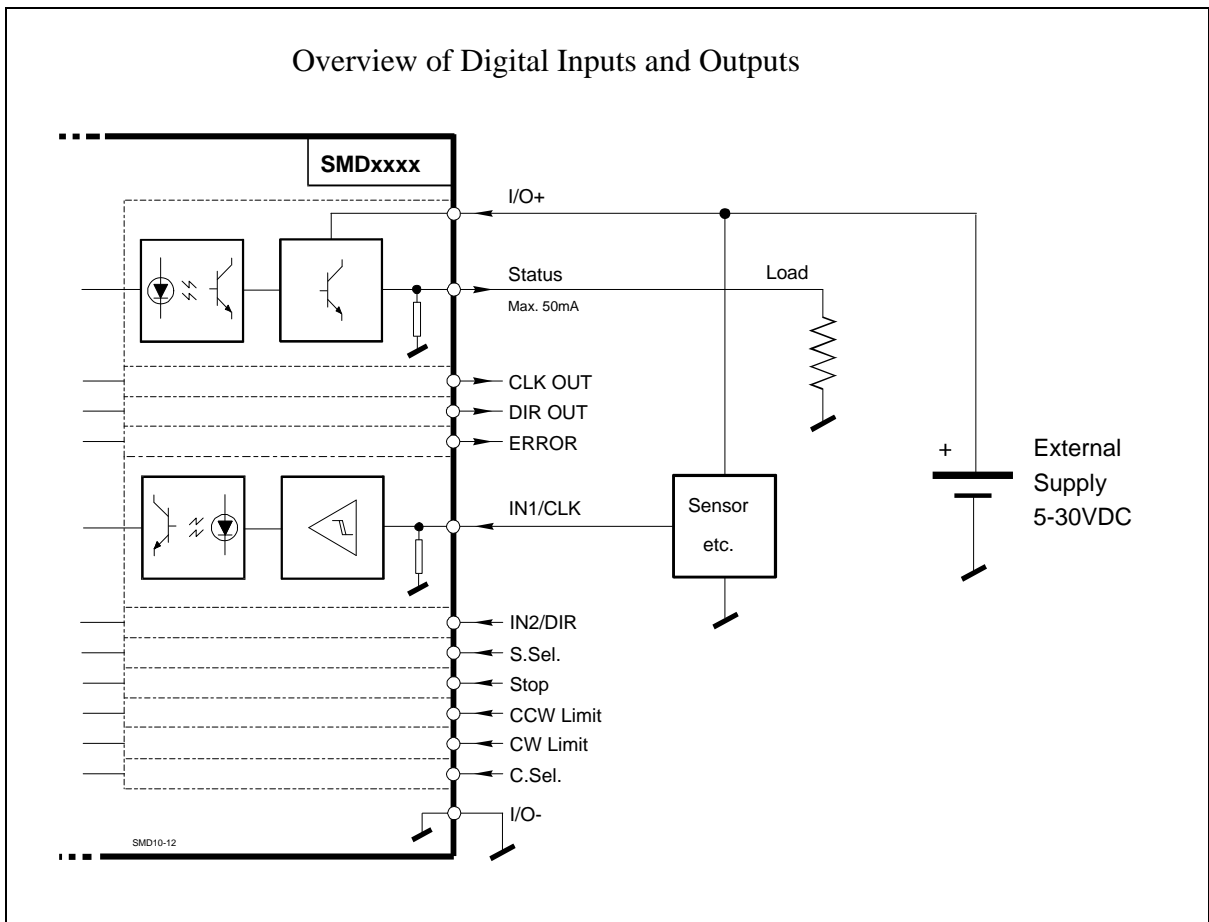 Overview of Digital Inputs and Outputs
SMDxxxx
I/O+
Status
Max. 50mA
Load
CLK OUT
DIR OUT
ERROR
+
External
Supply
5-30VDC
IN1/CLK
Sensor
etc.
IN2/DIR
S.Sel.
Stop
CCW Limit
CW Limit
C.Sel.
I/O-
SMD10-12